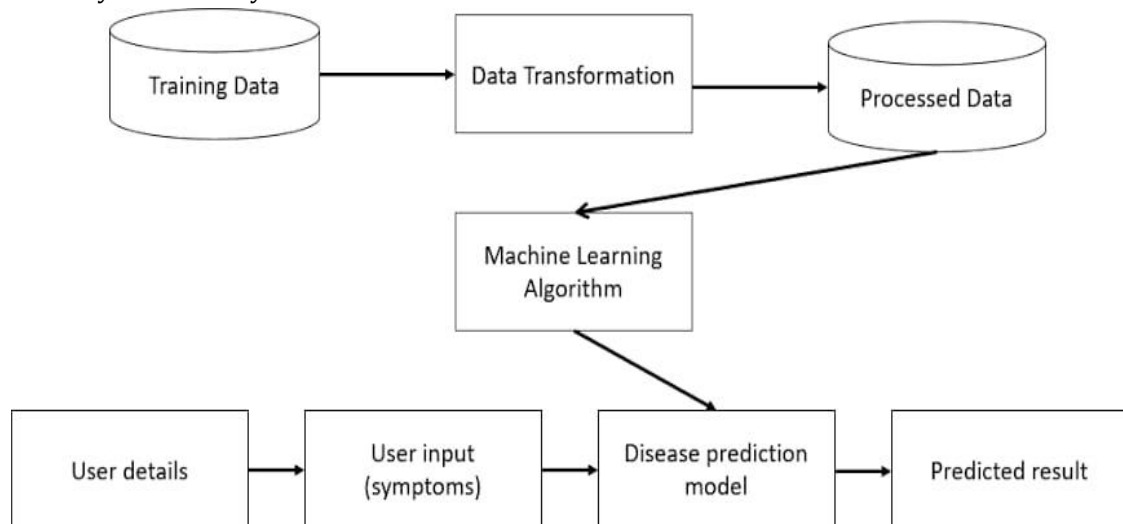 Training Data
Data Transformation
Processed Data
Machine Learning
Algorithm
User details
User input
(symptoms)
Disease prediction
model
Predicted result